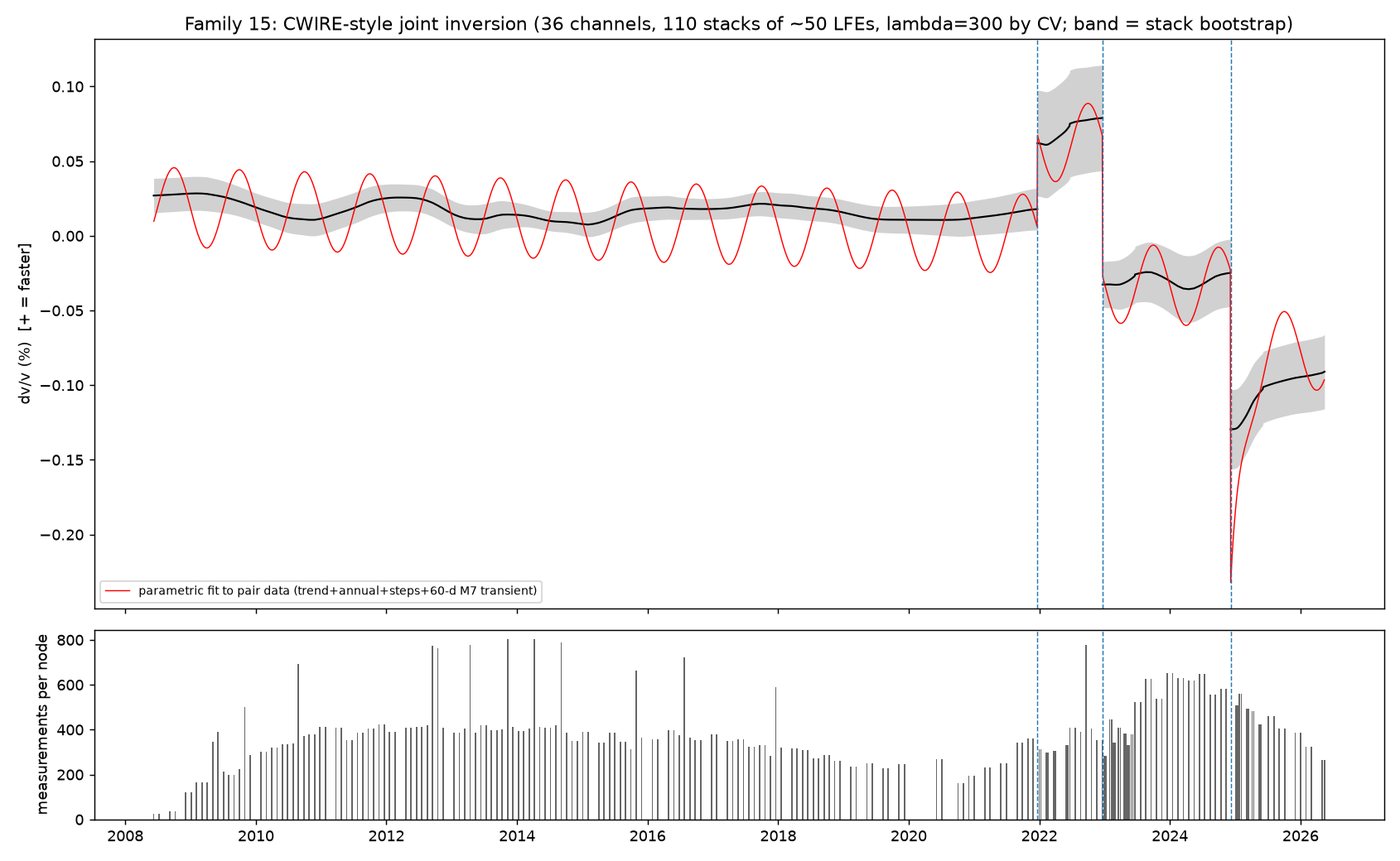 Family 15: CWIRE-style joint inversion (36 channels, 110 stacks of ~50 LFEs, lambda=300 by CV; band = stack bootstrap)
dv/v (%)  [+ = faster]
0.10
0.05
0.00
−0.05
−0.10
−0.15
−0.20
parametric fit to pair data (trend+annual+steps+60-d M7 transient)
measurements per node
800
600
400
200
0
2008 2010 2012 2014 2016 2018 2020 2022 2024 2026